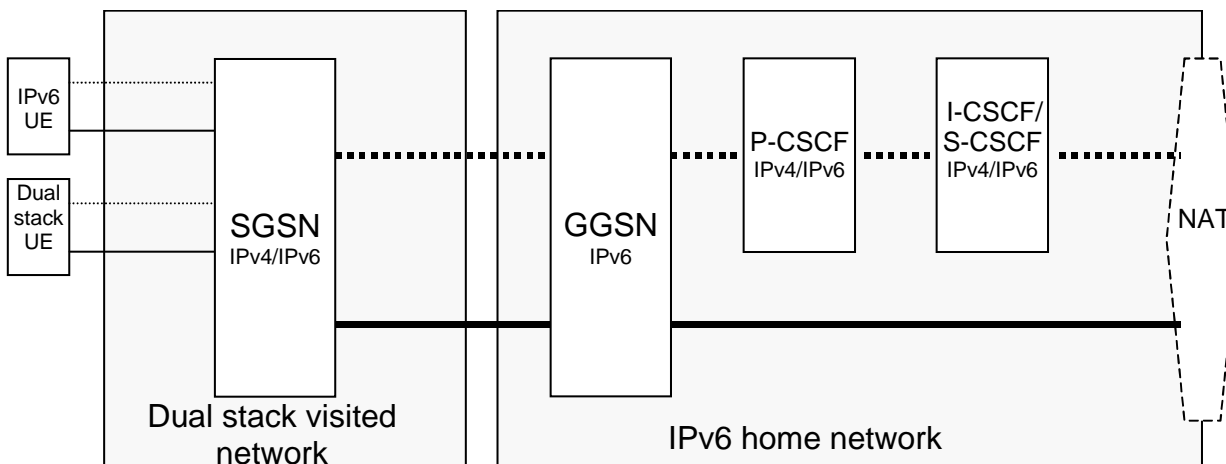 IPv6
UE
Dual
stack
UE
SGSN
IPv4/IPv6
Dual stack visited
network
GGSN
IPv6
P-CSCF
IPv4/IPv6
I-CSCF/
S-CSCF
IPv4/IPv6
NAT
IPv6 home network